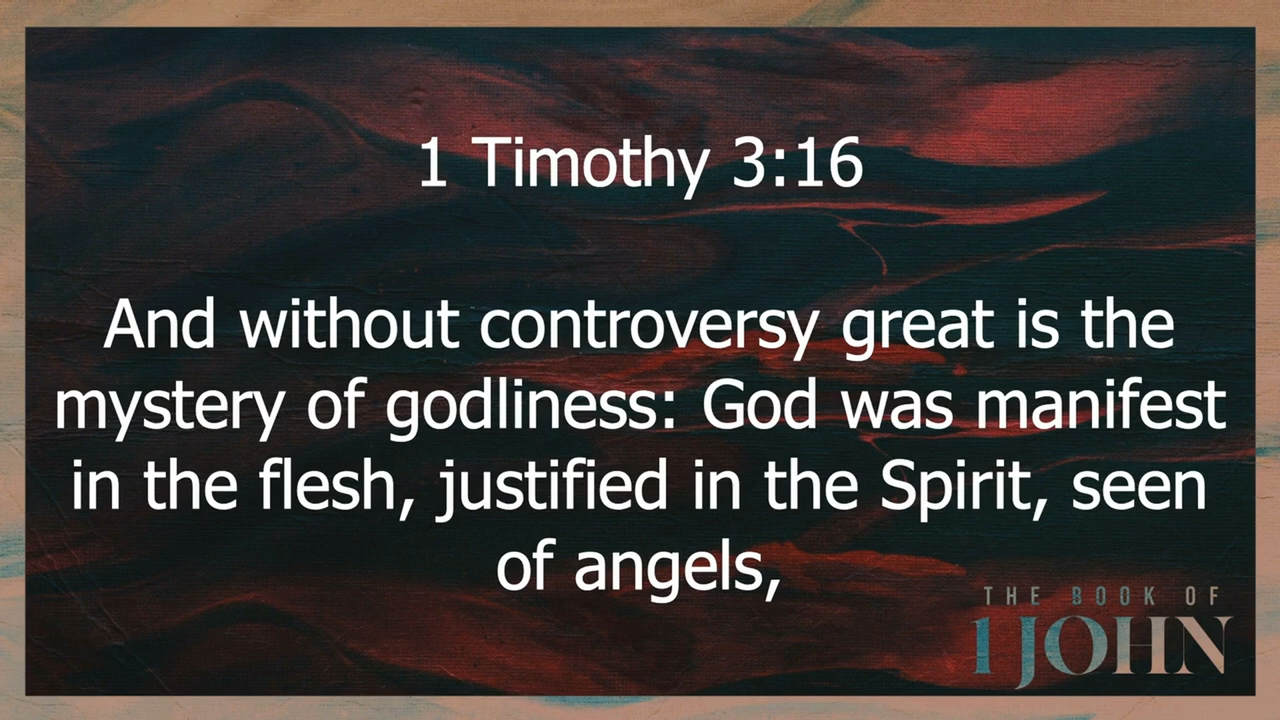 1 Timothy 3:16
And without controversy great is the
mystery of godliness: God was manifest
in the flesh, justified in the Spirit, seen
of angels,
THE BOOK OF
1 JOHN